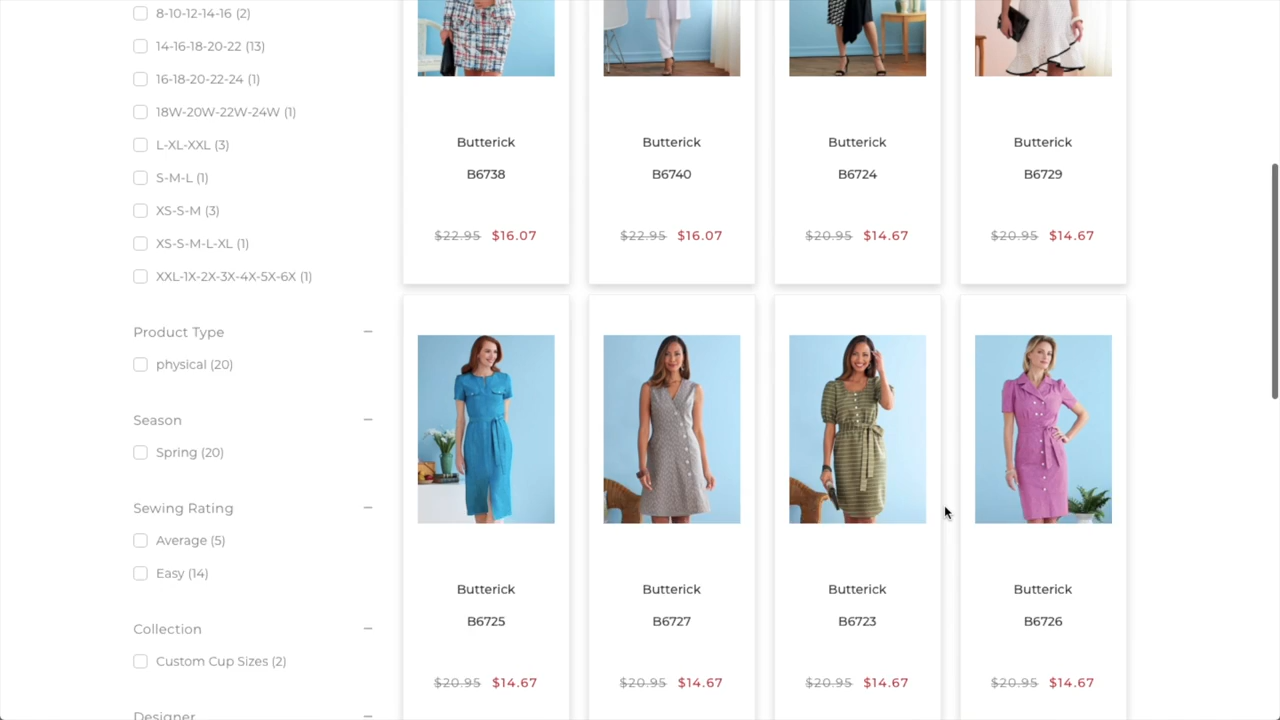 8-10-12-14-16 (2)
14-16-18-20-22 (13)
16-18-20-22-24 (1)
18W-20W-22W-24W (1)
L-XL-XXL (3)
S-M-L (1)
XS-S-M (3)
XS-S-M-L-XL (1)
XXL-1X-2X-3X-4X-5X-6X (1)
Product Type
physical (20)
Season
Spring (20)
Sewing Rating
Average (5)
Easy (14)
Collection
Custom Cup Sizes (2)
Designer
Butterick
B6738
$22.95 $16.07
Butterick
B6740
$22.95 $16.07
Butterick
B6724
$20.95 $14.67
Butterick
B6729
$20.95 $14.67
Butterick
B6725
$20.95 $14.67
Butterick
B6727
$20.95 $14.67
Butterick
B6723
$20.95 $14.67
Butterick
B6726
$20.95 $14.67